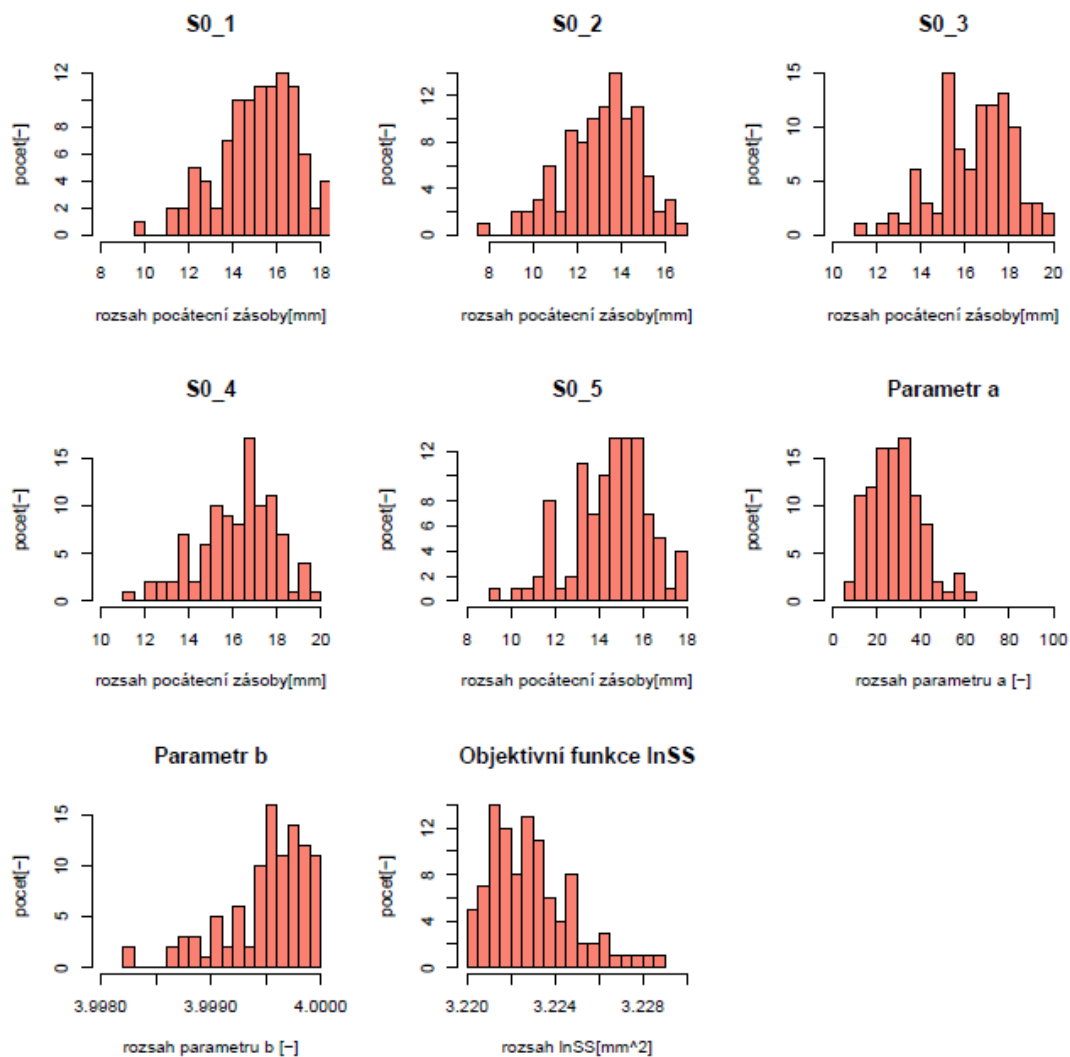 S0_1
S0_2
S0_3
pocet[−]
0 2 4 6 8 10 12
8 10 12 14 16 18
rozsah pocátecní zásoby[mm]
pocet[−]
0 4 8 12
8 10 12 14 16
rozsah pocátecní zásoby[mm]
pocet[−]
0 5 10 15
10 12 14 16 18 20
rozsah pocátecní zásoby[mm]
S0_4
S0_5
Parametr a
pocet[−]
0 5 10 15
10 12 14 16 18 20
rozsah pocátecní zásoby[mm]
pocet[−]
0 2 4 6 8 12
8 10 12 14 16 18
rozsah pocátecní zásoby[mm]
pocet[−]
0 5 10 15
0 20 40 60 80 100
rozsah parametru a [−]
Parametr b
Objektivní funkce lnSS
pocet[−]
0 5 10 15
3.9980 3.9990 4.0000
rozsah parametru b [−]
pocet[−]
0 4 8 12
3.220 3.224 3.228
rozsah lnSS[mm^2]